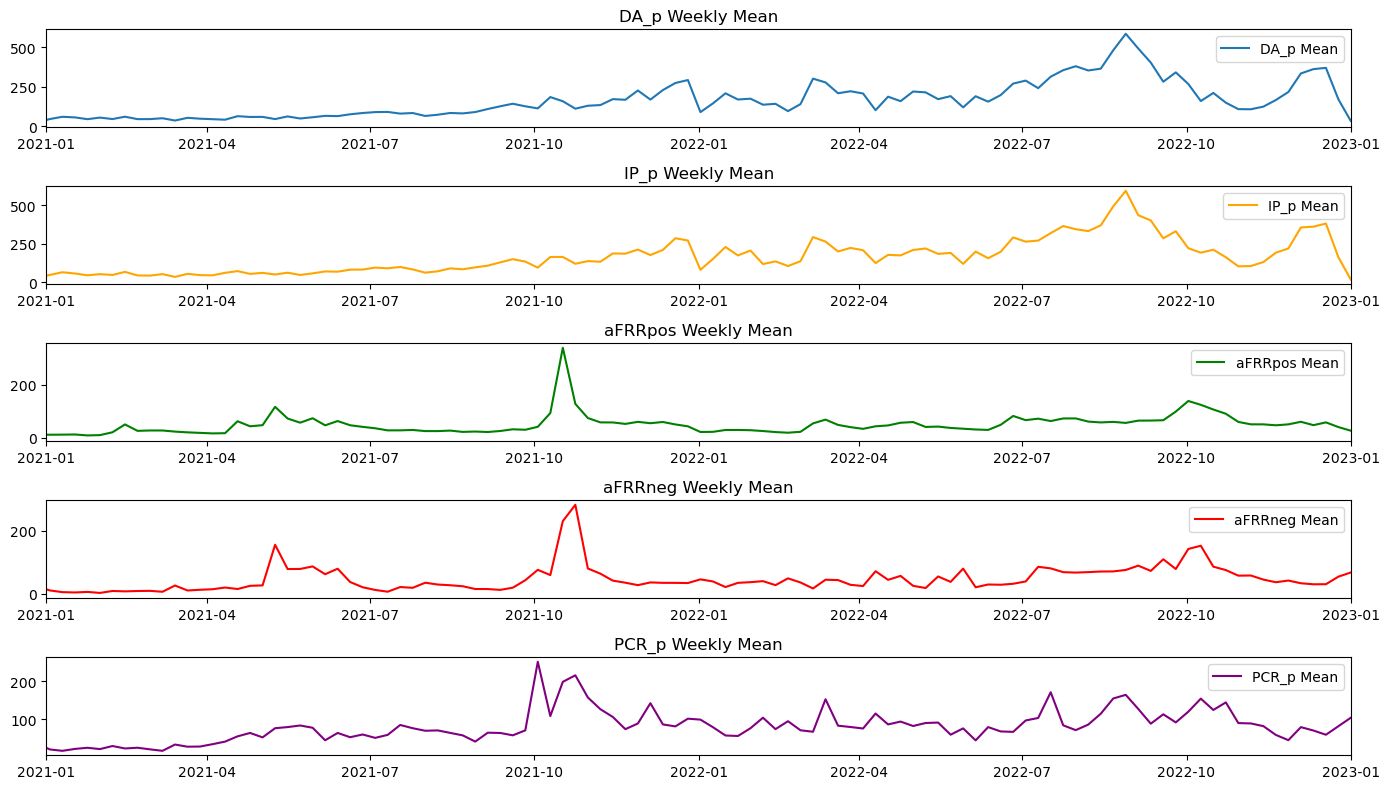 DA_p Weekly Mean
500
250
0
DA_p Mean
2021-01 2021-04 2021-07 2021-10 2022-01 2022-04 2022-07 2022-10 2023-01
IP_p Weekly Mean
500
250
0
IP_p Mean
2021-01 2021-04 2021-07 2021-10 2022-01 2022-04 2022-07 2022-10 2023-01
aFRRpos Weekly Mean
200
0
aFRRpos Mean
2021-01 2021-04 2021-07 2021-10 2022-01 2022-04 2022-07 2022-10 2023-01
aFRRneg Weekly Mean
200
0
aFRRneg Mean
2021-01 2021-04 2021-07 2021-10 2022-01 2022-04 2022-07 2022-10 2023-01
PCR_p Weekly Mean
200
100
PCR_p Mean
2021-01 2021-04 2021-07 2021-10 2022-01 2022-04 2022-07 2022-10 2023-01